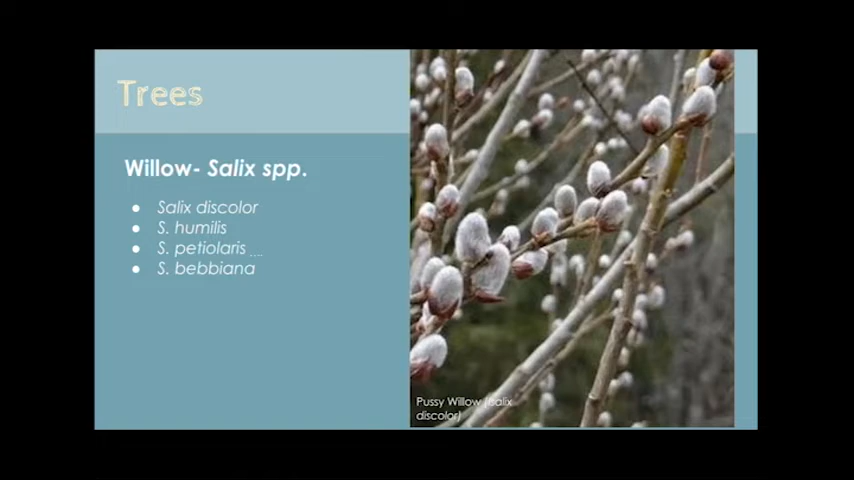 Trees
Willow- Salix spp.
● Salix discolor
● S. humilis
● S. petiolaris ....
● S. bebbiana
Pussy Willow (Salix
discolor)